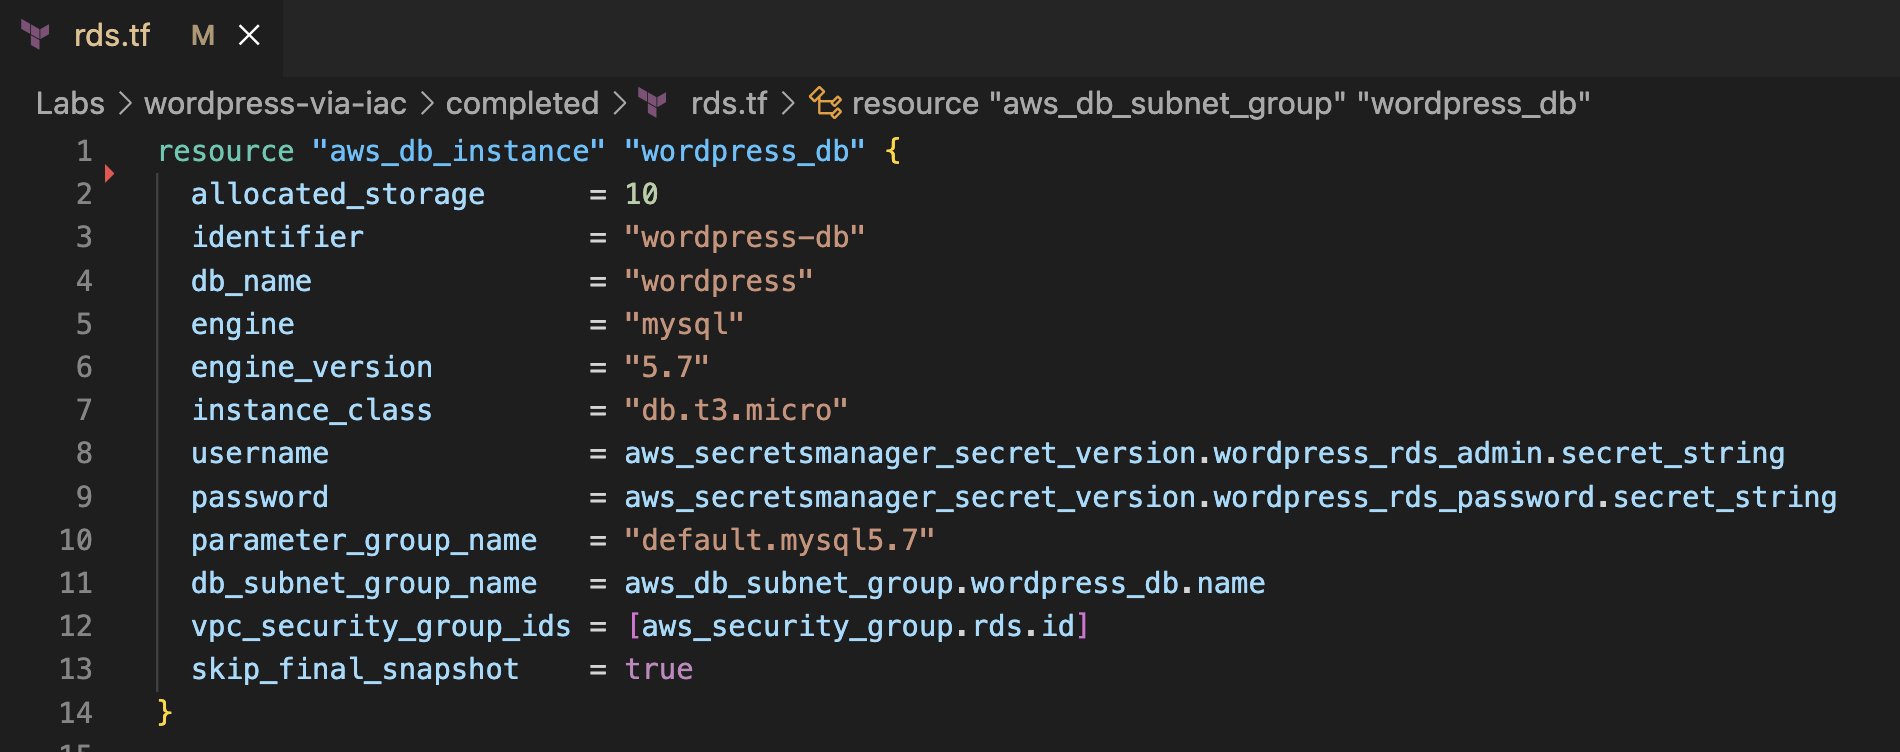 rds.tf M
Labs > wordpress-via-iac > completed > rds.tf > resource "aws_db_subnet_group" "wordpress_db"
1 resource "aws_db_instance" "wordpress_db" {
2 allocated_storage = 10
3 identifier = "wordpress-db"
4 db_name = "wordpress"
5 engine = "mysql"
6 engine_version = "5.7"
7 instance_class = "db.t3.micro"
8 username = aws_secretsmanager_secret_version.wordpress_rds_admin.secret_string
9 password = aws_secretsmanager_secret_version.wordpress_rds_password.secret_string
10 parameter_group_name = "default.mysql5.7"
11 db_subnet_group_name = aws_db_subnet_group.wordpress_db.name
12 vpc_security_group_ids = [aws_security_group.rds.id]
13 skip_final_snapshot = true
14 }
15